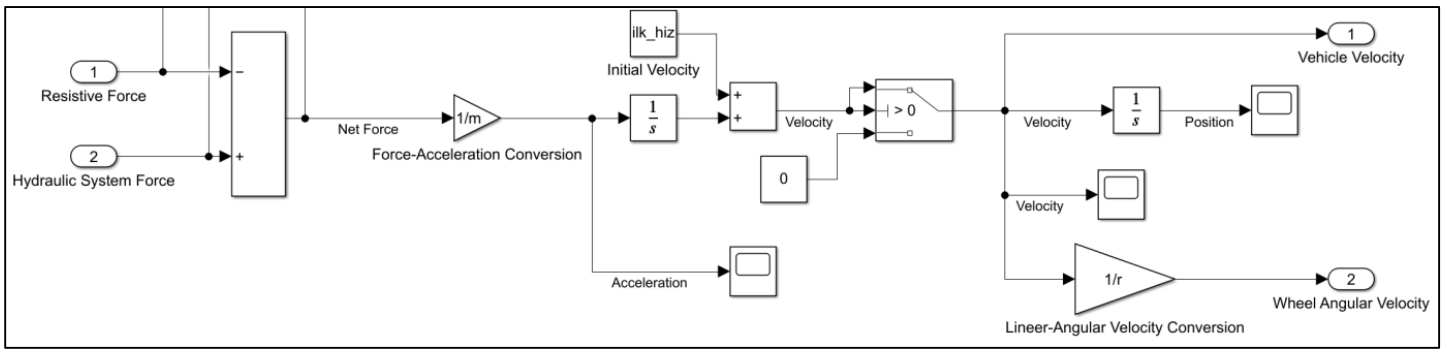 1
Resistive Force
2
Hydraulic System Force
−
+
Net Force
1/m
Force-Acceleration Conversion
ilk_hiz
Initial Velocity
1
s
+
+
Velocity
> 0
0
Acceleration
1
Vehicle Velocity
Velocity
1
s
Position
Velocity
1/r
Lineer-Angular Velocity Conversion
2
Wheel Angular Velocity